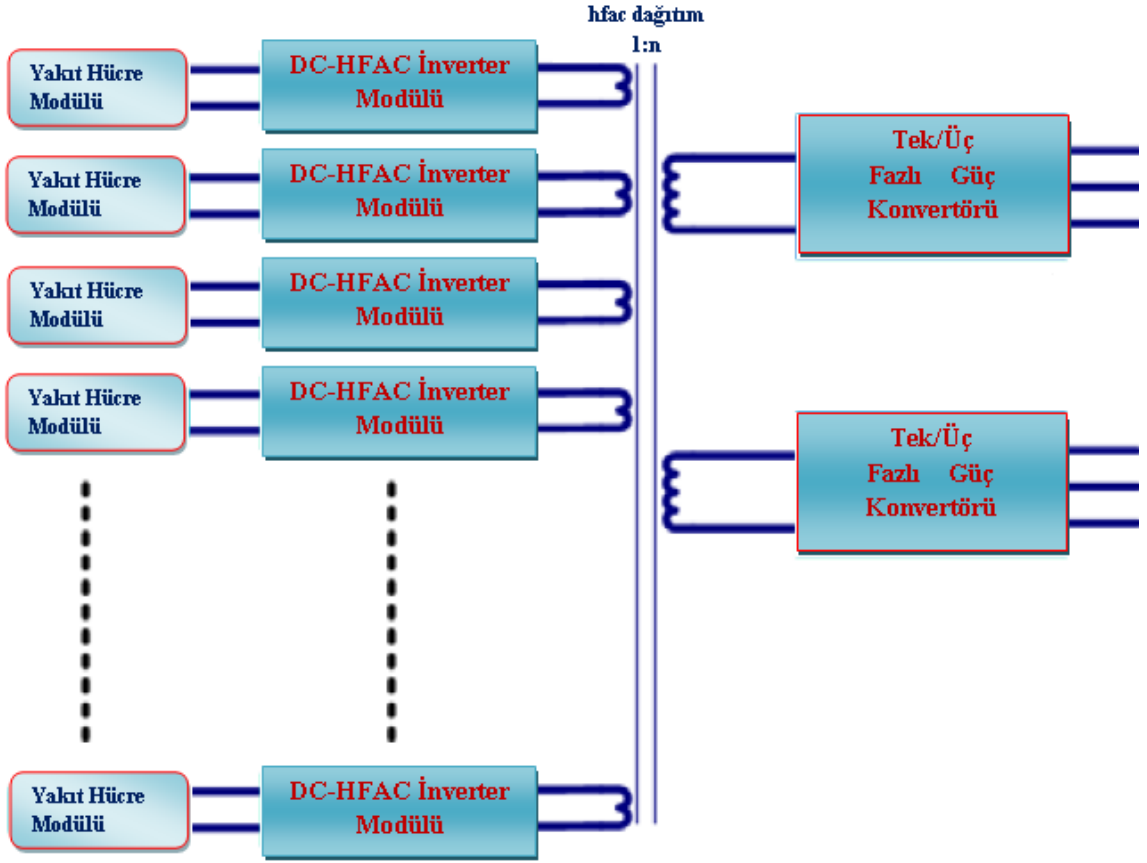 hfac dağıtım
1:n
Yakıt Hücre
Modülü
DC-HFAC İnverter
Modülü
Yakıt Hücre
Modülü
DC-HFAC İnverter
Modülü
Yakıt Hücre
Modülü
DC-HFAC İnverter
Modülü
Yakıt Hücre
Modülü
DC-HFAC İnverter
Modülü
Yakıt Hücre
Modülü
DC-HFAC İnverter
Modülü
Tek/Üç
Fazlı Güç
Konvertörü
Tek/Üç
Fazlı Güç
Konvertörü